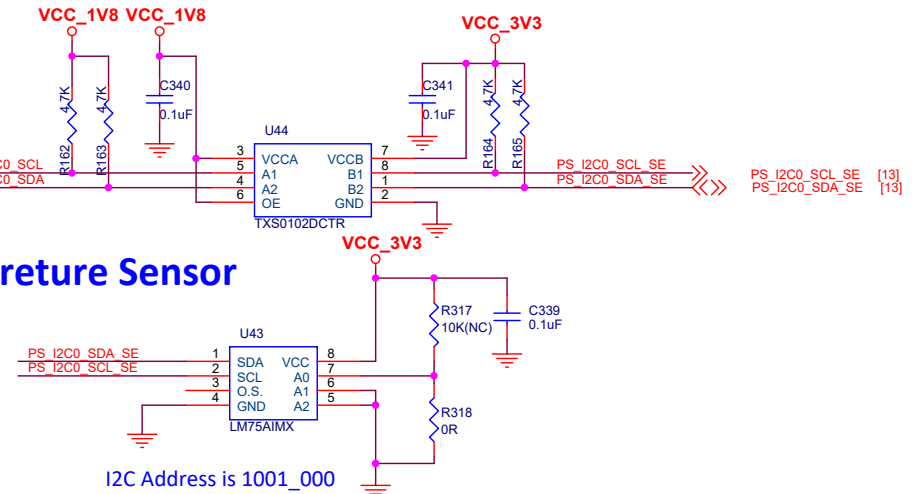 VCC_1V8 VCC_1V8
VCC_3V3
C340
0.1uF
C341
0.1uF
4.7K
4.7K
R162
R163
4.7K
4.7K
R164
R165
U44
3 VCCA VCCB 7
5 A1 B1 8
4 A2 B2 1
6 OE GND 2
TXS0102DCTR
C0_SCL
C0_SDA
PS_I2C0_SCL_SE
PS_I2C0_SDA_SE
PS_I2C0_SCL_SE [13]
PS_I2C0_SDA_SE [13]
VCC_3V3
reture Sensor
R317
10K(NC)
C339
0.1uF
U43
PS_I2C0_SDA_SE
PS_I2C0_SCL_SE
1 SDA VCC 8
2 SCL A0 7
3 O.S. A1 6
4 GND A2 5
LM75AIMX
R318
0R
I2C Address is 1001_000